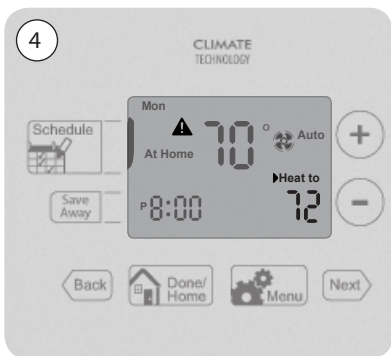 4
CLIMATE
TECHNOLOGY
Mon
Schedule
70° Auto
+
At Home
Heat to
Save
Away
P8:00
72
-
Back
Done/
Home
Menu
Next